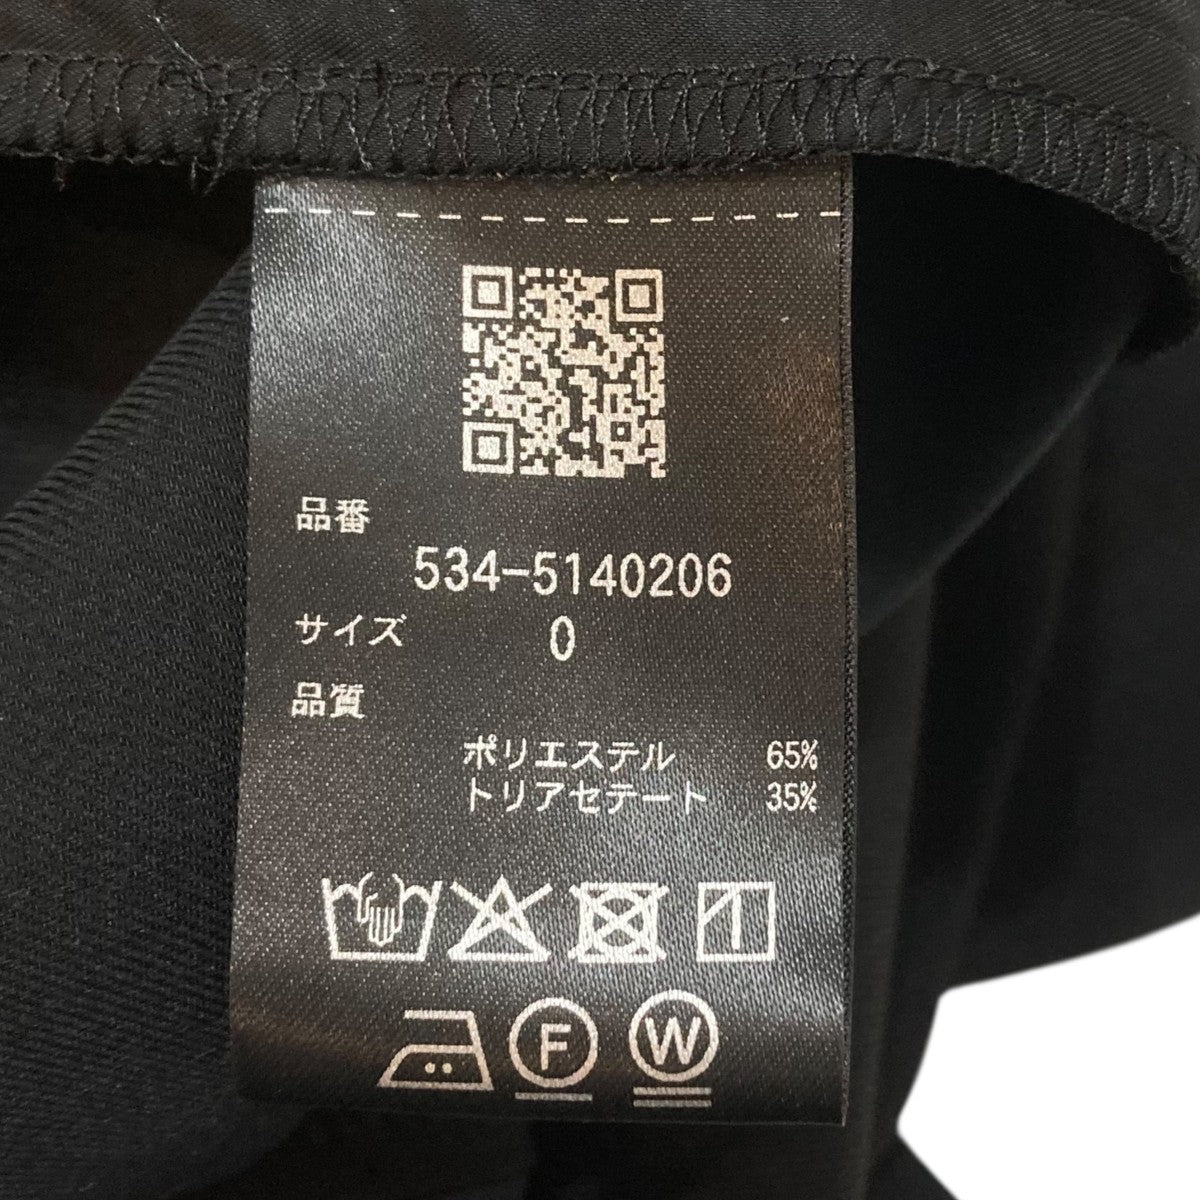 品番
534-5140206
サイズ 0
品質
ポリエステル 65%
トリアセテート 35%
F W